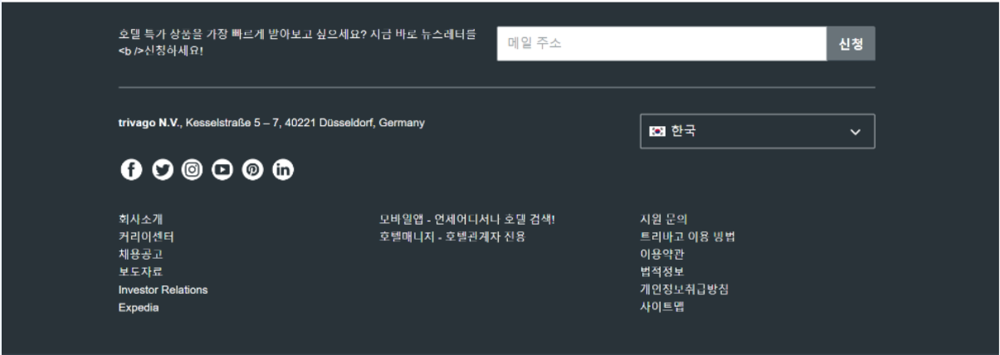 호텔 특가 상품을 가장 빠르게 받아보고 싶으세요? 지금 바로 뉴스레터를
<b />신청하세요!
메일 주소
신청
trivago N.V., Kesselstraße 5 – 7, 40221 Düsseldorf, Germany
한국
회사소개
커리어센터
채용공고
보도자료
Investor Relations
Expedia
모바일앱 - 언제어디서나 호텔 검색!
호텔매니저 - 호텔관계자 전용
지원 문의
트리바고 이용 방법
이용약관
법적정보
개인정보취급방침
사이트맵